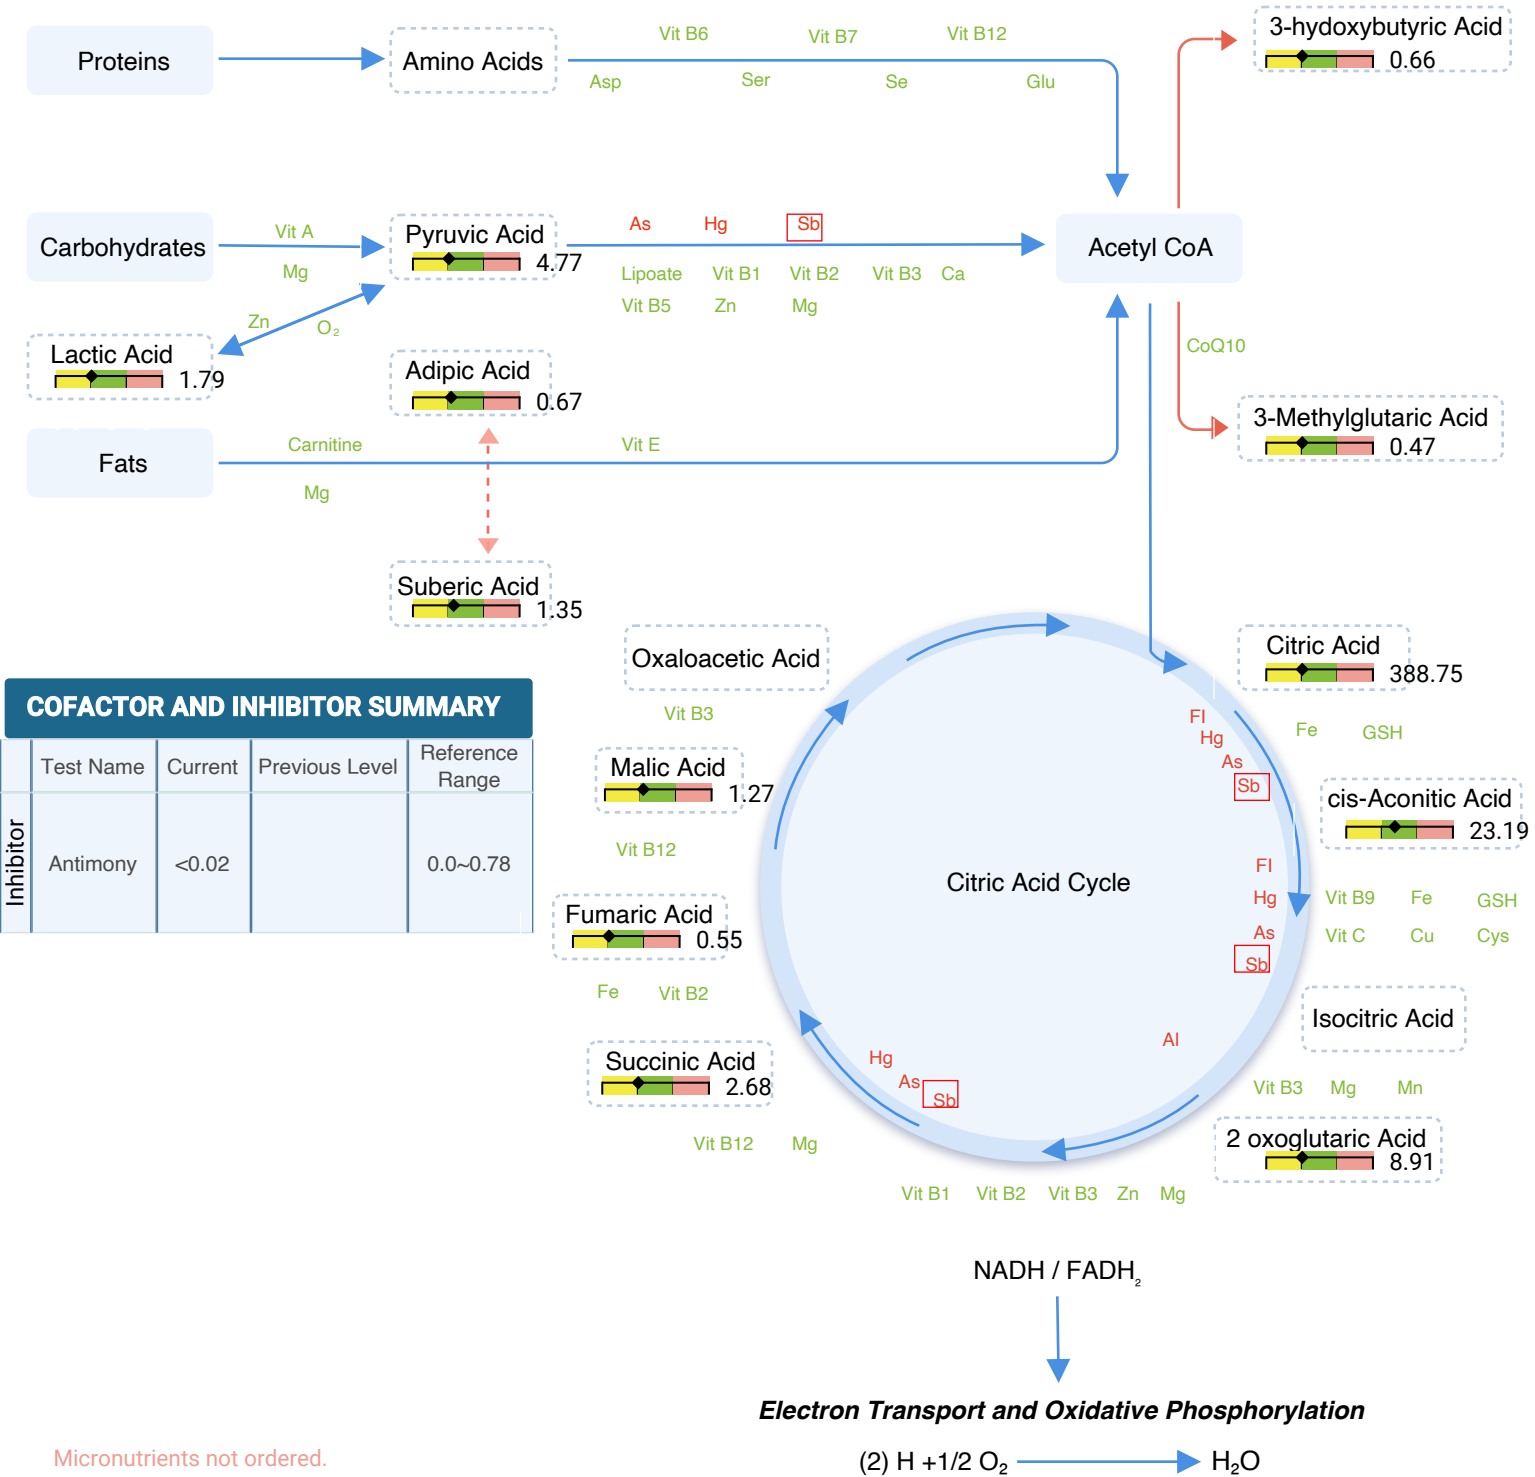 Proteins
Amino Acids
Vit B6
Vit B7
Vit B12
Asp
Ser
Se
Glu
3-hydoxybutyric Acid
0.66
Carbohydrates
Vit A
Mg
Pyruvic Acid
4.77
As
Hg
Sb
Lipoate
Vit B1
Vit B2
Vit B3
Ca
Vit B5
Zn
Mg
Acetyl CoA
Zn
O₂
Lactic Acid
1.79
Adipic Acid
0.67
CoQ10
3-Methylglutaric Acid
0.47
Fats
Carnitine
Vit E
Mg
Suberic Acid
1.35
COFACTOR AND INHIBITOR SUMMARY
Test Name
Current
Previous Level
Reference
Range
Inhibitor
Antimony
<0.02
0.0~0.78
Oxaloacetic Acid
Vit B3
Malic Acid
1.27
Vit B12
Fumaric Acid
0.55
Fe
Vit B2
Succinic Acid
2.68
Vit B12
Mg
Citric Acid Cycle
Citric Acid
388.75
Fl
Hg
As
Sb
Fe
GSH
cis-Aconitic Acid
23.19
Fl
Hg
As
Sb
Vit B9
Fe
GSH
Vit C
Cu
Cys
Isocitric Acid
Al
Vit B3
Mg
Mn
2 oxoglutaric Acid
8.91
Hg
As
Sb
Vit B1
Vit B2
Vit B3
Zn
Mg
NADH / FADH₂
Electron Transport and Oxidative Phosphorylation
(2) H +1/2 O₂
H₂O
Micronutrients not ordered.